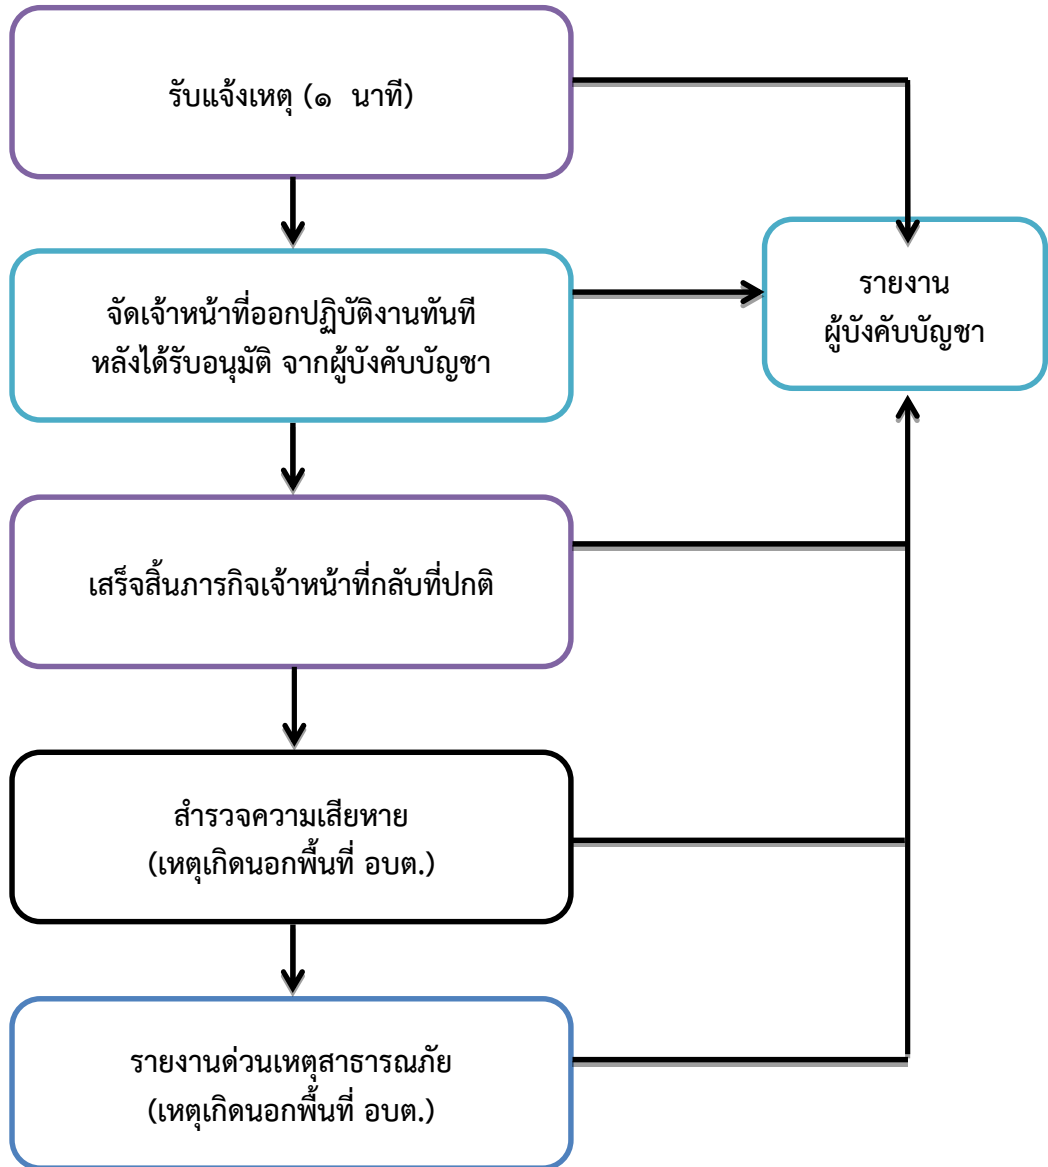 รับแจ้งเหตุ (๑ นาที)
จัดเจ้าหน้าที่ออกปฏิบัติงานทันที
หลังได้รับอนุมัติ จากผู้บังคับบัญชา
รายงาน
ผู้บังคับบัญชา
เสร็จสิ้นภารกิจเจ้าหน้าที่กลับที่ปกติ
สำรวจความเสียหาย
(เหตุเกิดนอกพื้นที่ อบต.)
รายงานด่วนเหตุสาธารณภัย
(เหตุเกิดนอกพื้นที่ อบต.)